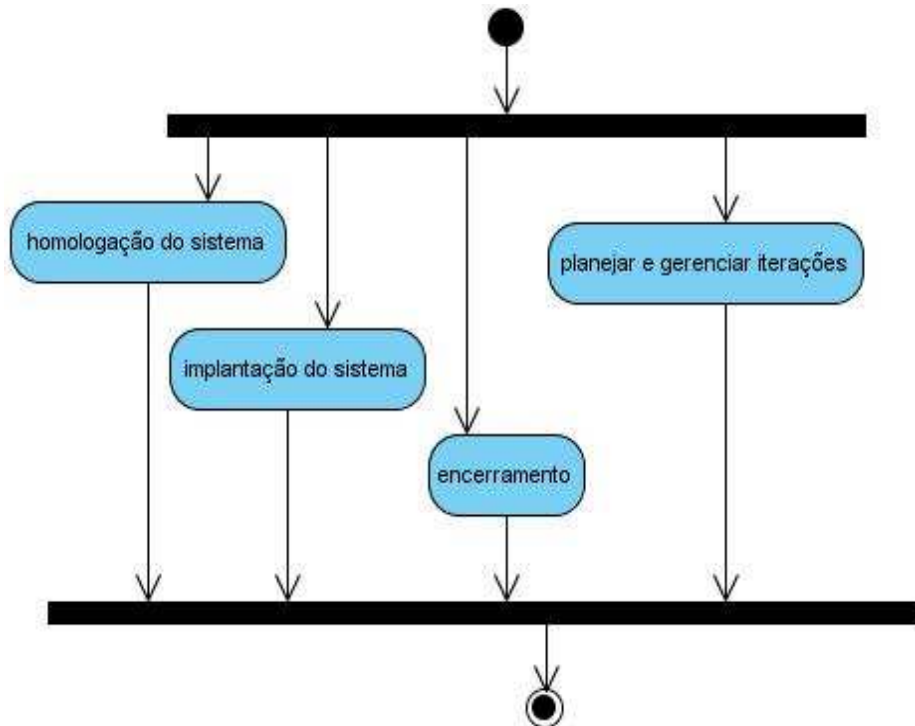 homologação do sistema
planejar e gerenciar iterações
implantação do sistema
encerramento